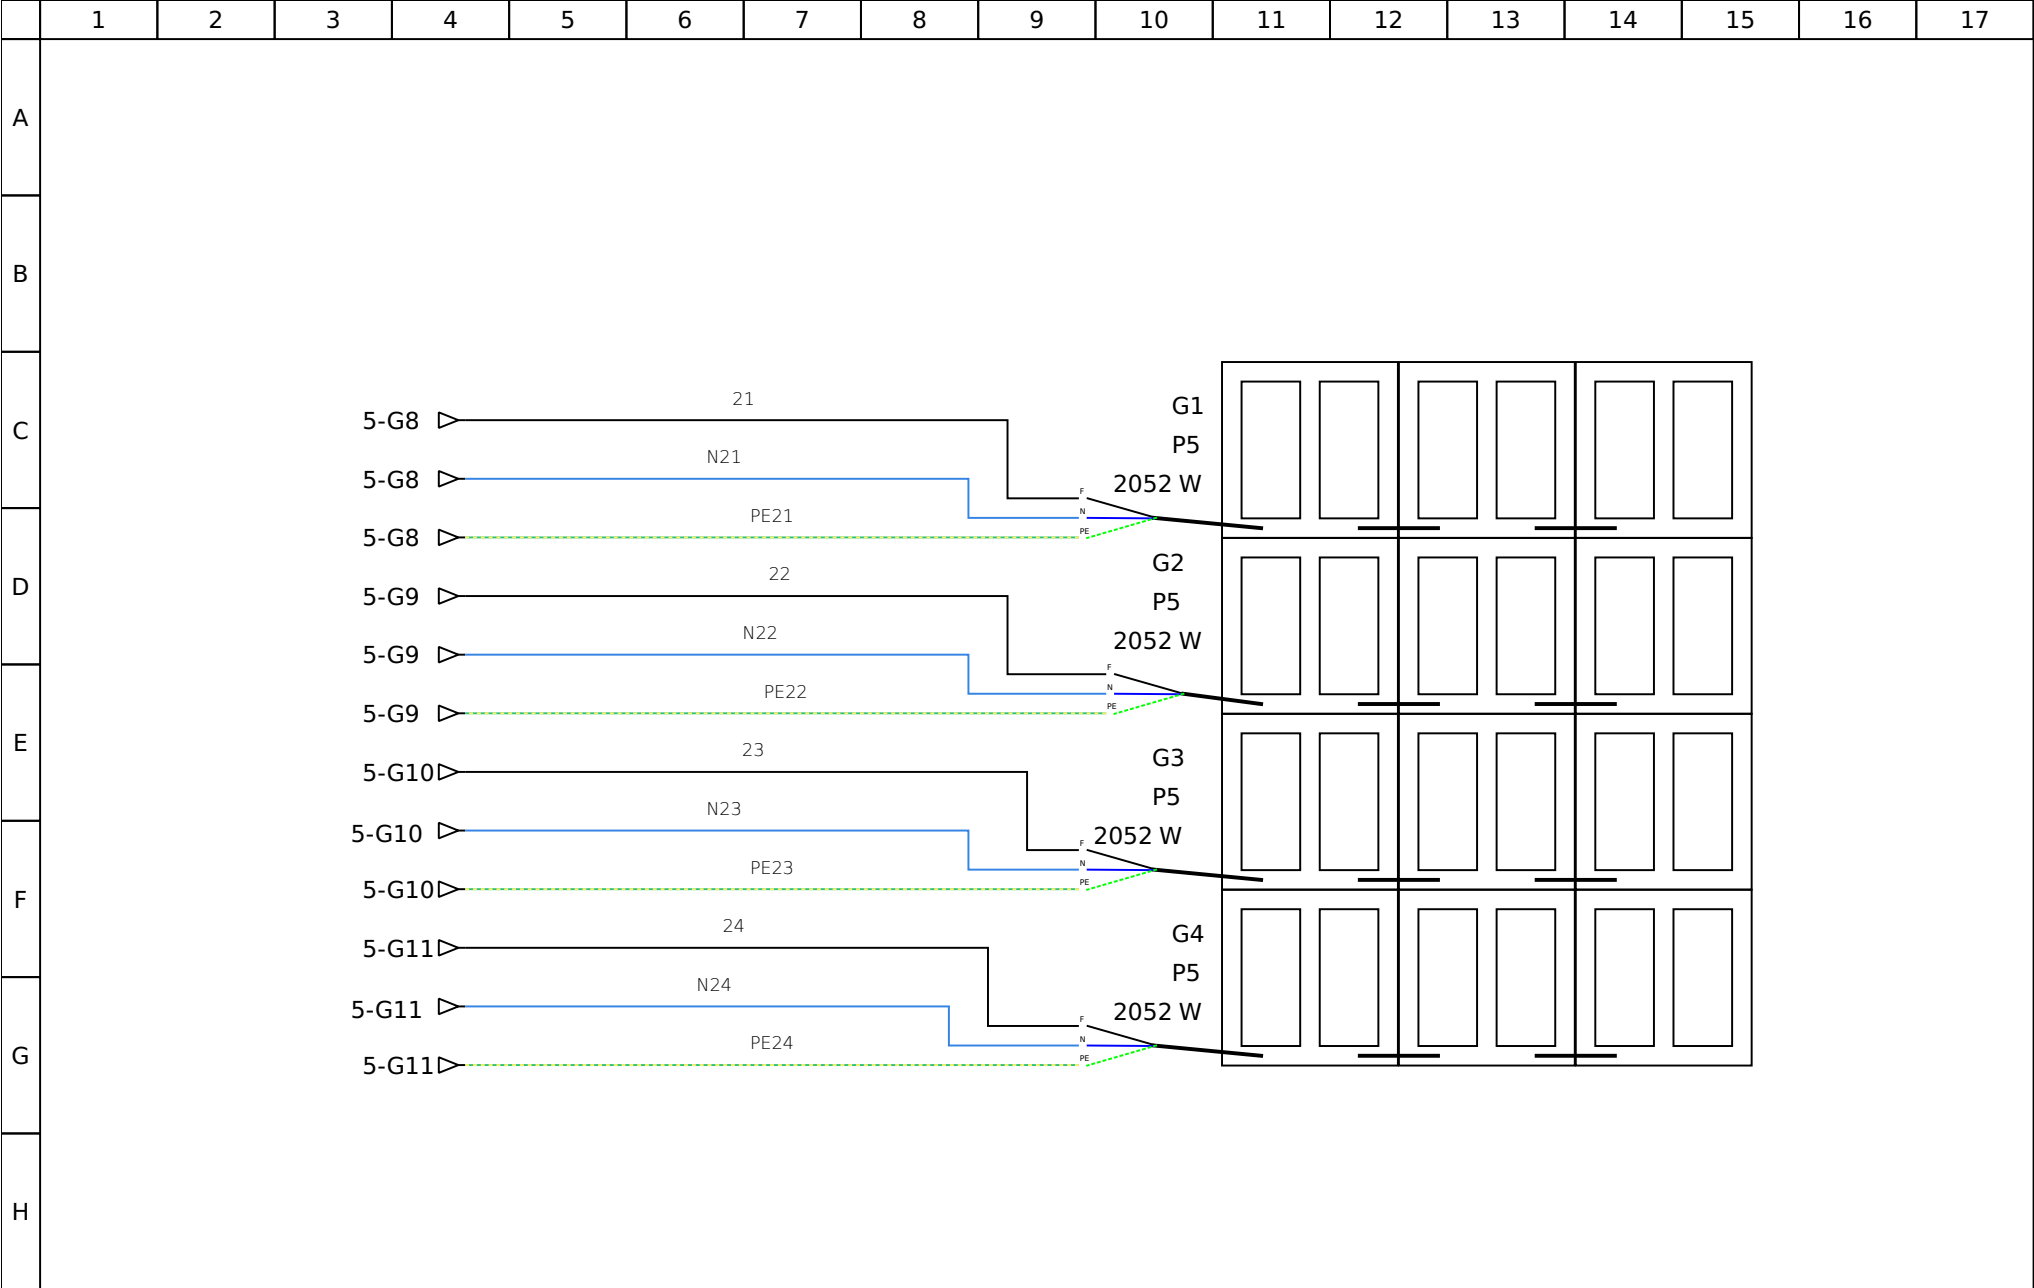 1 2 3 4 5 6 7 8 9 10 11 12 13 14 15 16 17
A
B
C
D
E
F
G
H
21
5-G8
N21
5-G8
PE21
5-G8
G1
P5
2052 W
F
N
PE
22
5-G9
N22
5-G9
PE22
5-G9
G2
P5
2052 W
F
N
PE
23
5-G10
N23
5-G10
PE23
5-G10
G3
P5
2052 W
F
N
PE
24
5-G11
N24
5-G11
PE24
5-G11
G4
P5
2052 W
F
N
PE